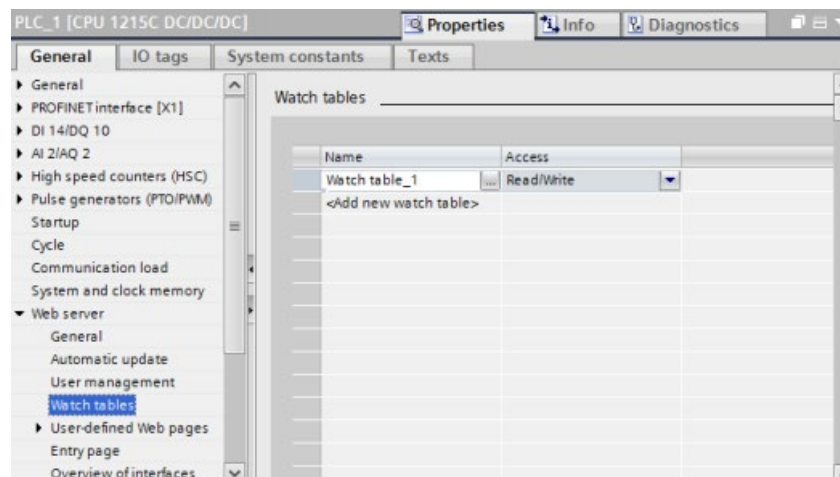 PLC_1 [CPU 1215C DC/DC/DC]
Properties
Info
Diagnostics
General
IO tags
System constants
Texts
General
PROFINET interface [X1]
DI 14/DQ 10
AI 2/AQ 2
High speed counters (HSC)
Pulse generators (PTO/PWM)
Startup
Cycle
Communication load
System and clock memory
Web server
General
Automatic update
User management
Watch tables
User-defined Web pages
Entry page
Overview of interfaces
Watch tables
Name Access
Watch table_1 ... Read/Write
<Add new watch table>